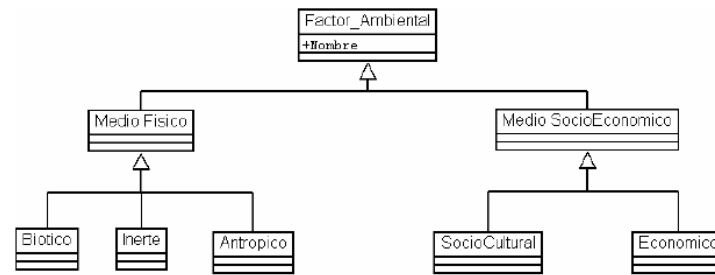 Factor_Ambiental
+Nombre
Medio Fisico
Medio SocioEconomico
Biotico
Inerte
Antropico
SocioCultural
Economico